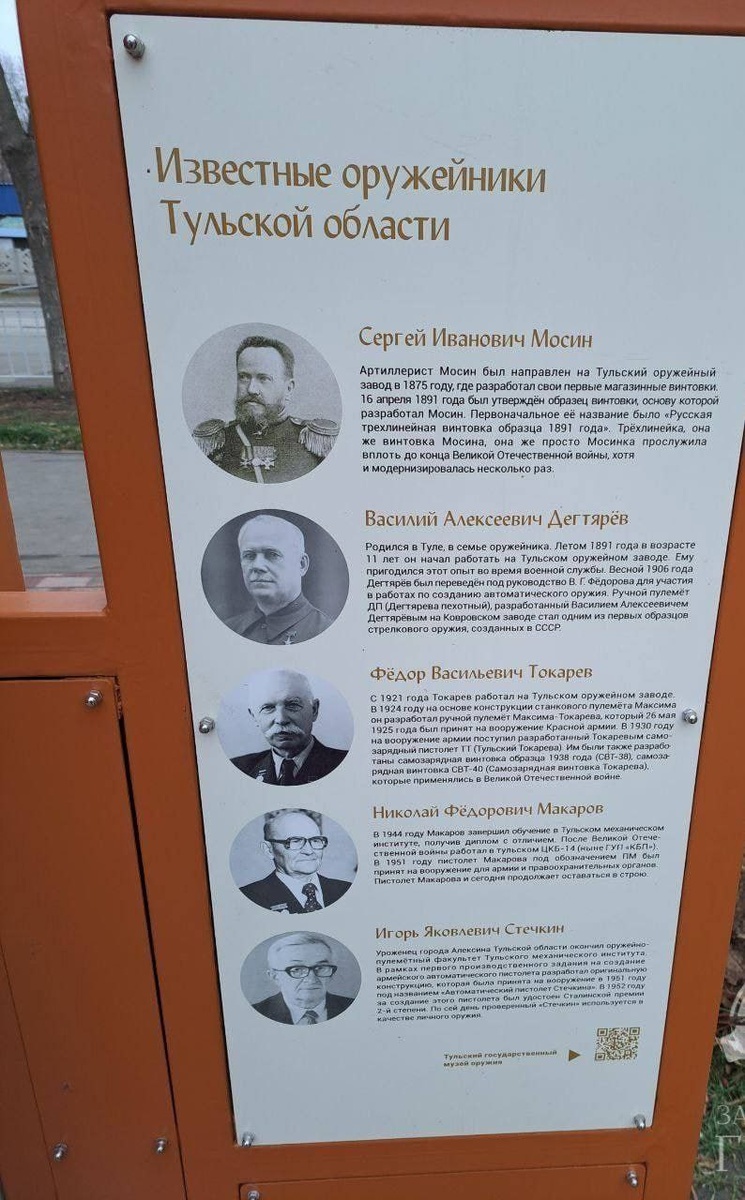 Известные оружейники
Тульской области
Сергей Иванович Мосин
Артиллерист Мосин был направлен на Тульский оружейный
завод в 1875 году, где разработал свои первые магазинные винтовки.
16 апреля 1891 года был утверждён образец винтовки, основу которой
разработал Мосин. Первоначальное её название было «Русская
трехлинейная винтовка образца 1891 года». Трёхлинейка, она
же винтовка Мосина, она же просто Мосинка прослужила
вплоть до конца Великой Отечественной войны, хотя
и модернизировалась несколько раз.
Василий Алексеевич Дегтярёв
Родился в Туле, в семье оружейника. Летом 1891 года в возрасте
11 лет он начал работать на Тульском оружейном заводе. Ему
пригодился этот опыт во время военной службы. Весной 1906 года
Дегтярёв был переведён под руководство В. Г. Фёдорова для участия
в работах по созданию автоматического оружия. Ручной пулемёт
ДП (Дегтярева пехотный), разработанный Василием Алексеевичем
Дегтярёвым на Ковровском заводе стал одним из первых образцов
стрелкового оружия, созданных в СССР.
Фёдор Васильевич Токарев
С 1921 года Токарев работал на Тульском оружейном заводе.
В 1924 году на основе конструкции станкового пулемёта Максима
он разработал ручной пулемёт Максима-Токарева, который 26 мая
1925 года был принят на вооружение Красной армии. В 1930 году
на вооружение армии поступил разработанный Токаревым само-
зарядный пистолет ТТ (Тульский Токарева). Им были также разрабо-
таны самозарядная винтовка образца 1938 года (СВТ-38), самоза-
рядная винтовка СВТ-40 (Самозарядная винтовка Токарева),
которые применялись в Великой Отечественной войне.
Николай Фёдорович Макаров
В 1944 году Макаров завершил обучение в Тульском механическом
институте, получив диплом с отличием. После Великой Отече-
ственной войны работал в тульском ЦКБ-14 (ныне ГУП «КБП»).
В 1951 году пистолет Макарова под обозначением ПМ был
принят на вооружение для армии и правоохранительных органов.
Пистолет Макарова и сегодня продолжает оставаться в строю.
Игорь Яковлевич Стечкин
Уроженец города Алексина Тульской области окончил оружейно-
пулемётный факультет Тульского механического института.
В рамках первого производственного задания на создание
армейского автоматического пистолета разработал оригинальную
конструкцию, которая была принята на вооружение в 1951 году
под названием «Автоматический пистолет Стечкина». В 1952 году
за создание этого пистолета был удостоен Сталинской премии
2-й степени. По сей день проверенный «Стечкин» используется в
качестве личного оружия.
Тульский государственный
музей оружия
ЗА
Г